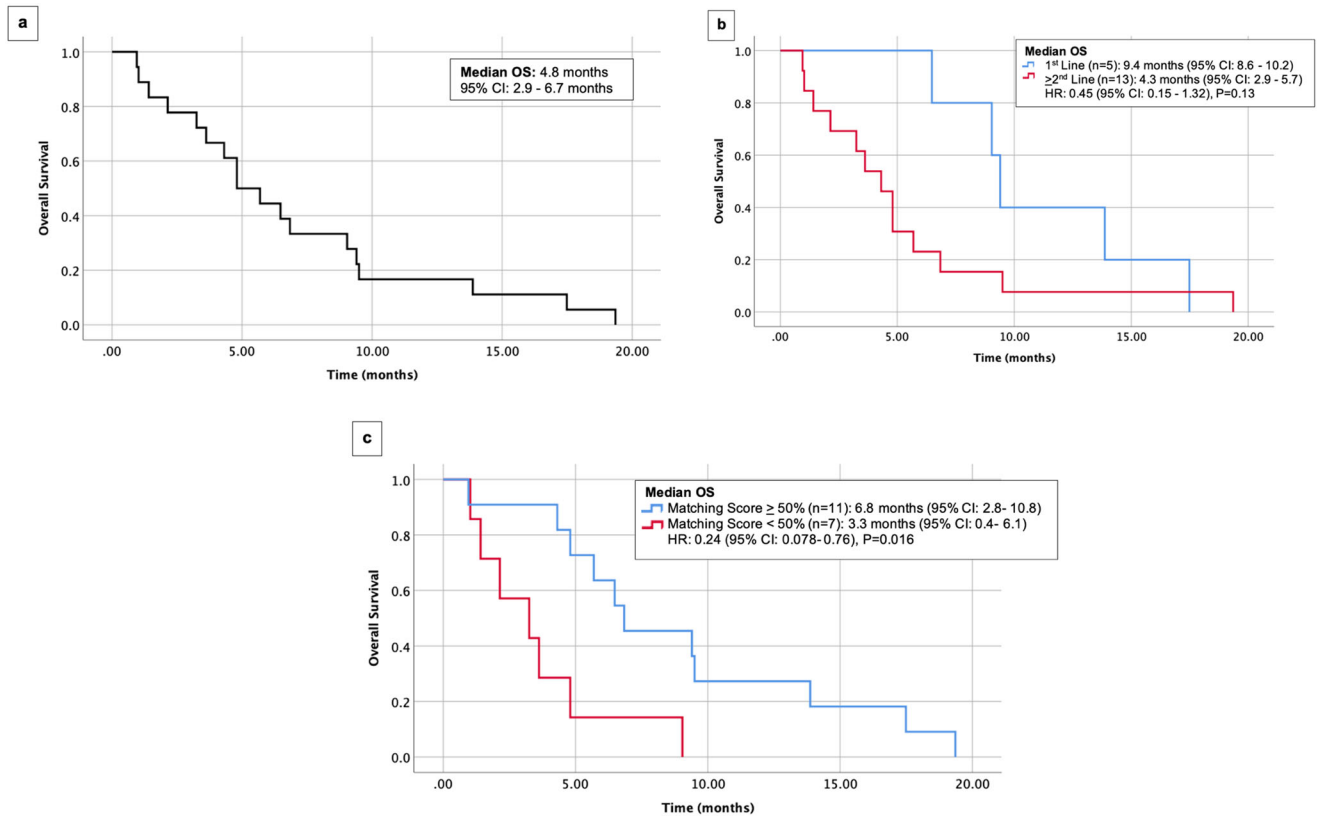 a
Median OS: 4.8 months
95% CI: 2.9 - 6.7 months
1.0
0.8
0.6
0.4
0.2
0.0
Overall Survival
.00 5.00 10.00 15.00 20.00
Time (months)
b
Median OS
1st Line (n=5): 9.4 months (95% CI: 8.6 - 10.2)
≥2nd Line (n=13): 4.3 months (95% CI: 2.9 - 5.7)
HR: 0.45 (95% CI: 0.15 - 1.32), P=0.13
1.0
0.8
0.6
0.4
0.2
0.0
Overall Survival
.00 5.00 10.00 15.00 20.00
Time (months)
c
Median OS
Matching Score ≥ 50% (n=11): 6.8 months (95% CI: 2.8- 10.8)
Matching Score < 50% (n=7): 3.3 months (95% CI: 0.4- 6.1)
HR: 0.24 (95% CI: 0.078- 0.76), P=0.016
1.0
0.8
0.6
0.4
0.2
0.0
Overall Survival
.00 5.00 10.00 15.00 20.00
Time (months)